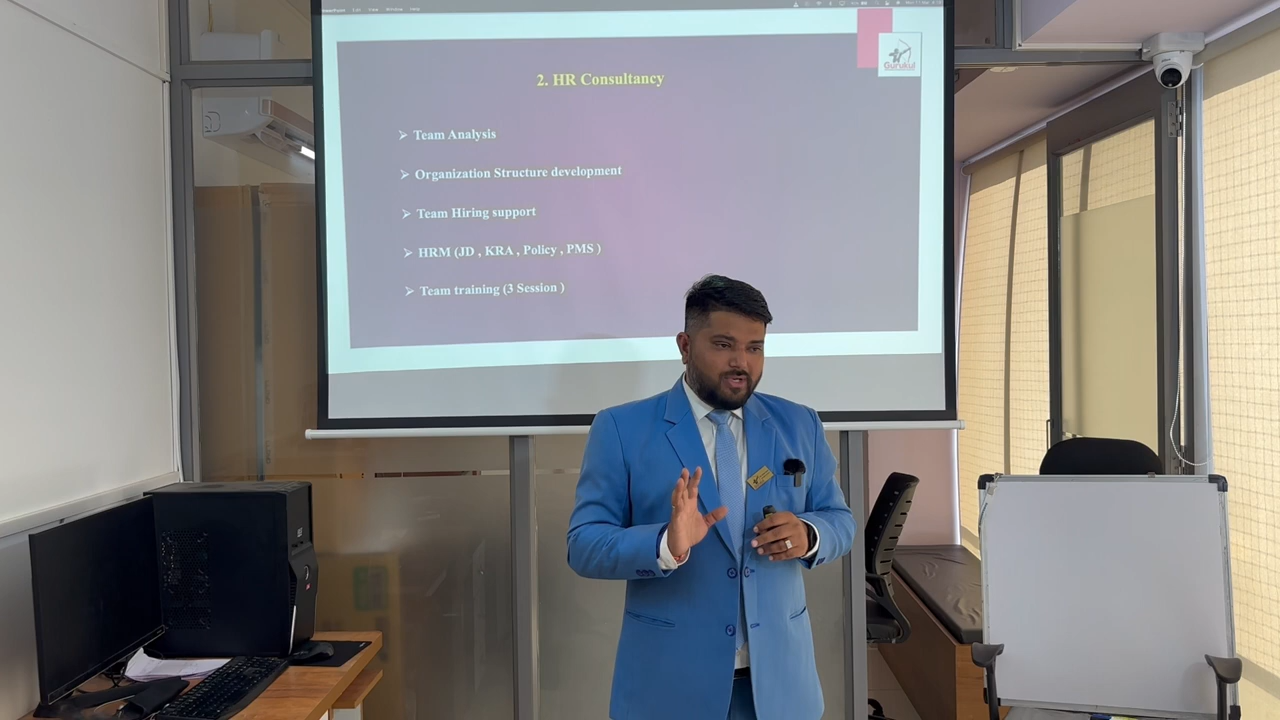 Window
2. HR Consultancy
Gurukul
➢ Team Analysis
➢ Organization Structure development
➢ Team Hiring support
➢ HRM (JD , KRA , Policy , PMS )
➢ Team training (3 Session )